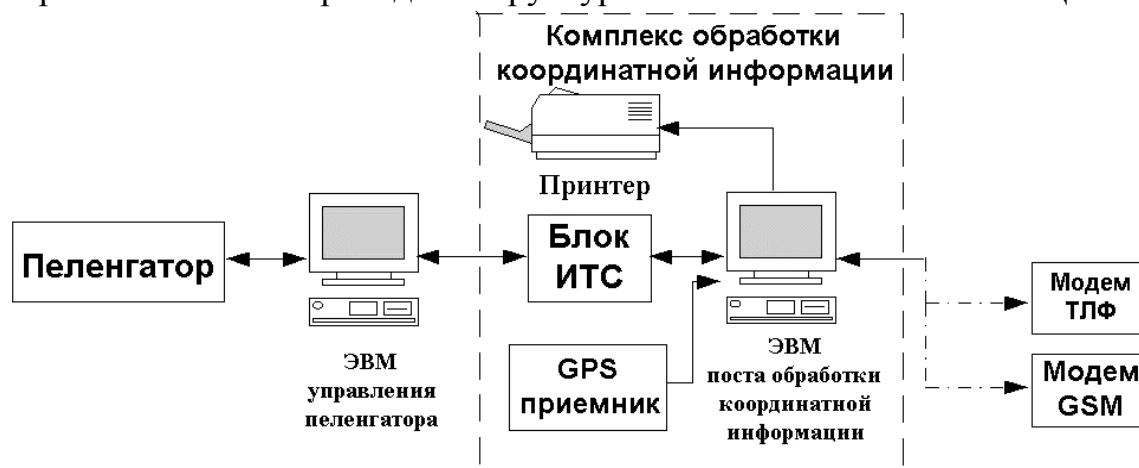 Комплекс обработки
координатной информации
Принтер
Пеленгатор
Блок
ИТС
Модем
ТЛФ
ЭВМ
управления
пеленгатора
GPS
приемник
ЭВМ
поста обработки
координатной
информации
Модем
GSM